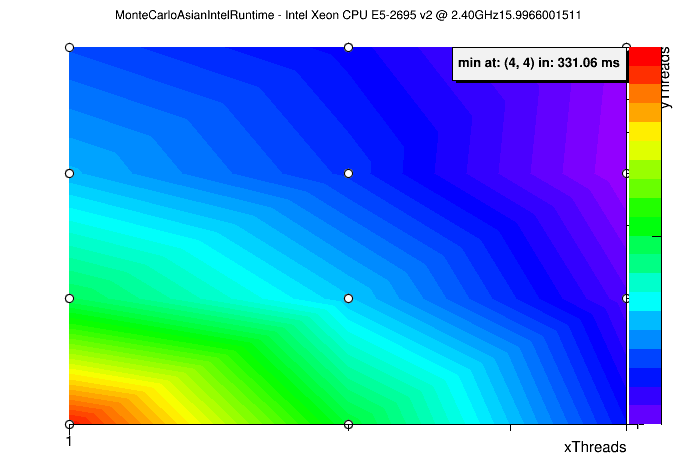 MonteCarloAsianIntelRuntime - Intel Xeon CPU E5-2695 v2 @ 2.40GHz15.9966001511
min at: (4, 4) in: 331.06 ms
yThreads
1
xThreads